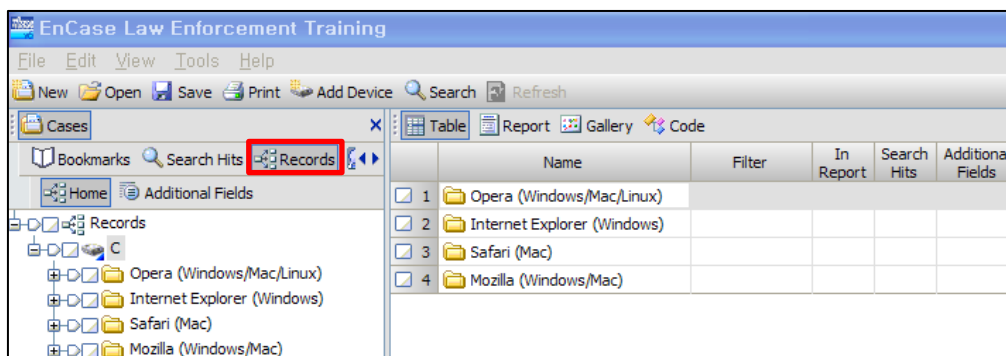 EnCase Law Enforcement Training
File Edit View Tools Help
New Open Save Print Add Device Search Refresh
Cases
Table Report Gallery Code
Bookmarks Search Hits Records
Home Additional Fields
Name Filter In Report Search Hits Additiona Fields
Records
C
Opera (Windows/Mac/Linux)
Internet Explorer (Windows)
Safari (Mac)
Mozilla (Windows/Mac)
1 Opera (Windows/Mac/Linux)
2 Internet Explorer (Windows)
3 Safari (Mac)
4 Mozilla (Windows/Mac)